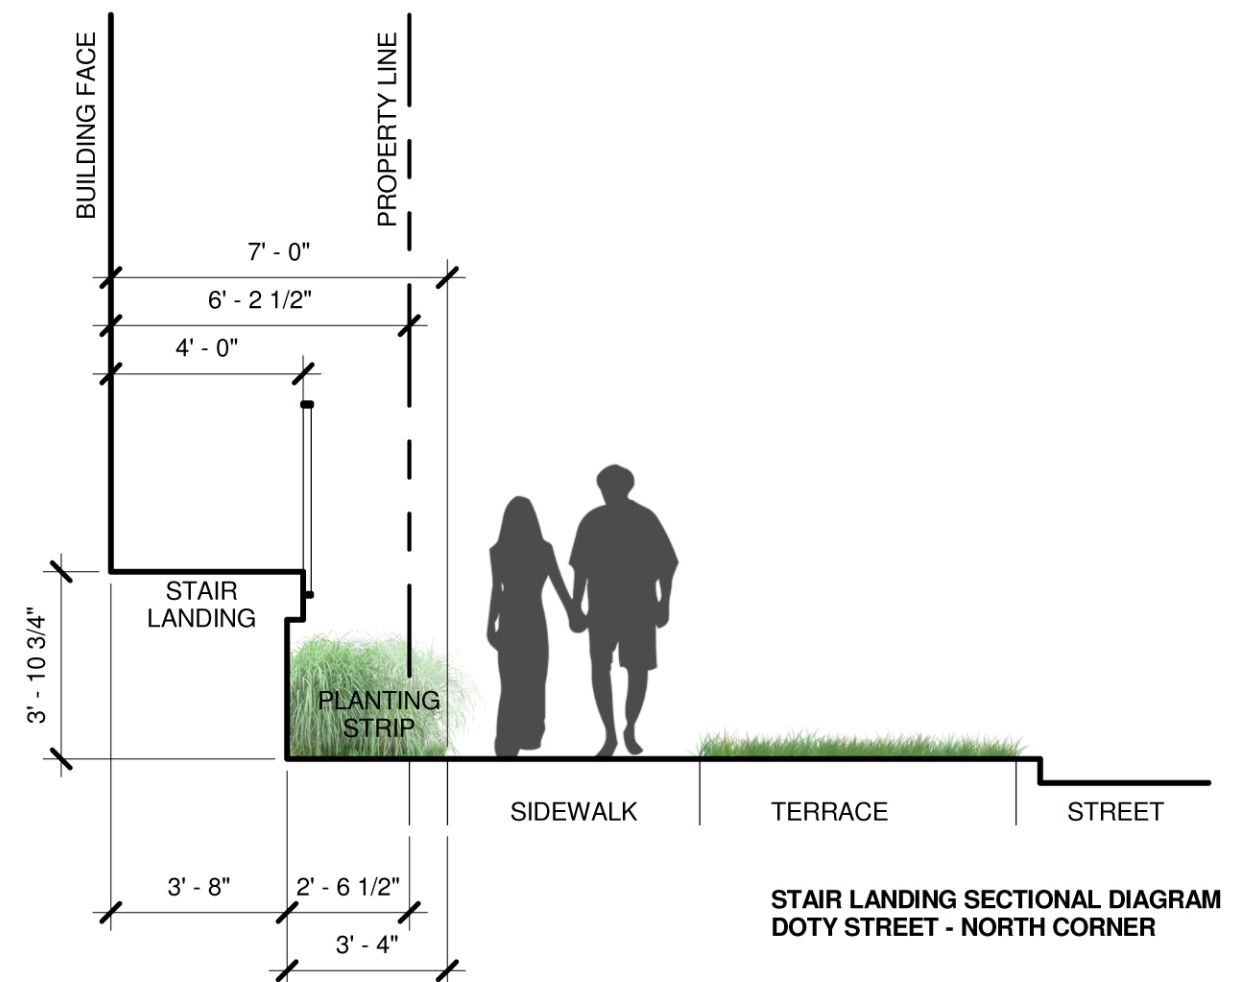 BUILDING FACE
PROPERTY LINE
7' - 0"
6' - 2 1/2"
4' - 0"
STAIR
LANDING
3' - 10 3/4"
PLANTING
STRIP
SIDEWALK
TERRACE
STREET
3' - 8"
2' - 6 1/2"
3' - 4"
STAIR LANDING SECTIONAL DIAGRAM
DOTY STREET - NORTH CORNER